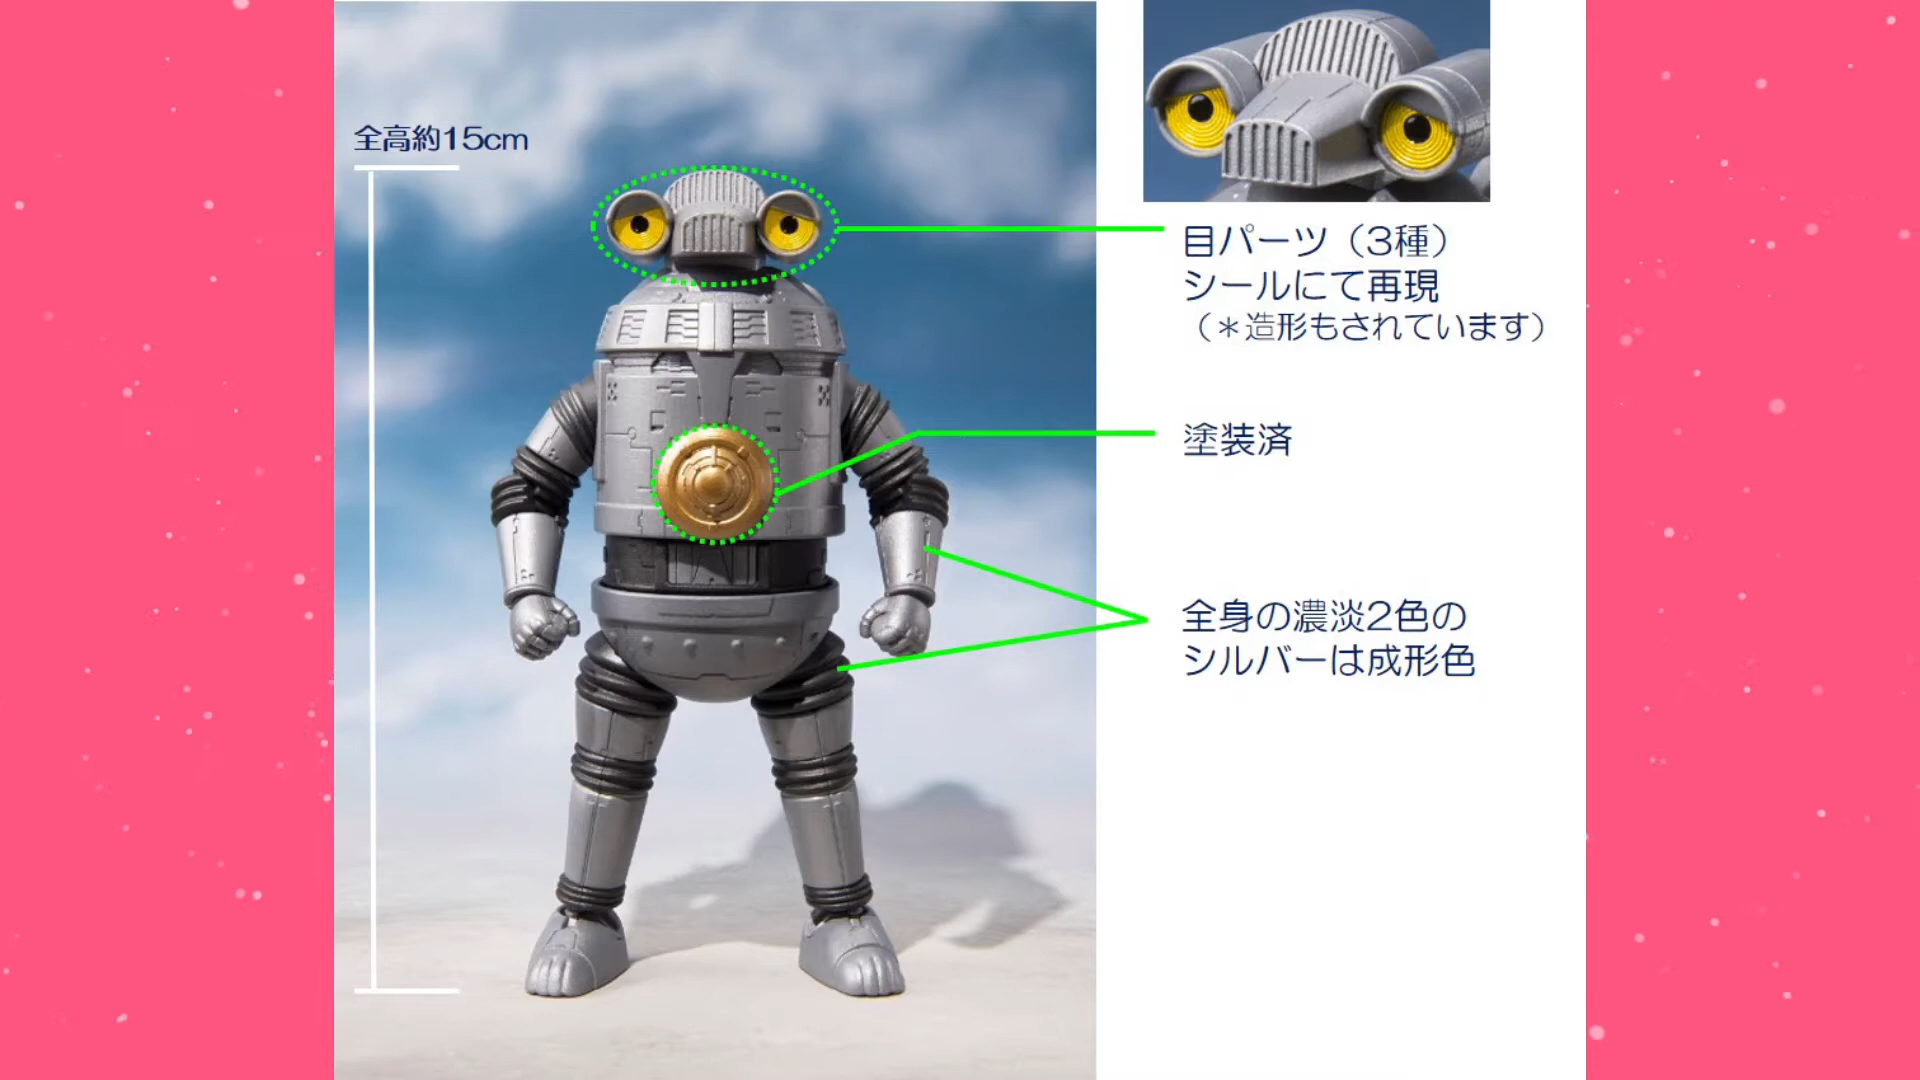 全高約15cm
目パーツ（3種）
シールにて再現
（＊造形もされています）
塗装済
全身の濃淡2色の
シルバーは成形色